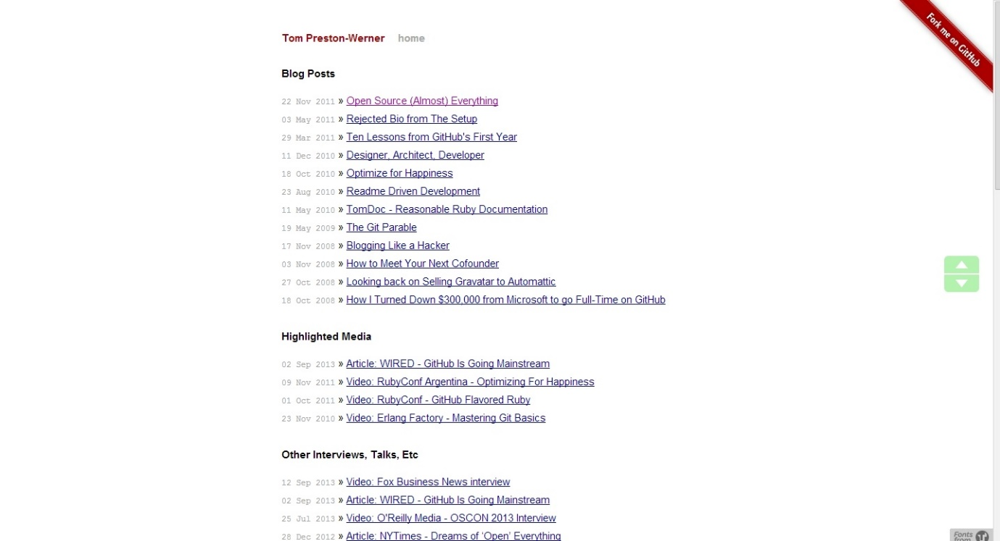 Tom Preston-Werner home
Fork me on GitHub
Blog Posts
22 Nov 2011 » Open Source (Almost) Everything
03 May 2011 » Rejected Bio from The Setup
29 Mar 2011 » Ten Lessons from GitHub's First Year
11 Dec 2010 » Designer, Architect, Developer
18 Oct 2010 » Optimize for Happiness
23 Aug 2010 » Readme Driven Development
11 May 2010 » TomDoc - Reasonable Ruby Documentation
19 May 2009 » The Git Parable
17 Nov 2008 » Blogging Like a Hacker
03 Nov 2008 » How to Meet Your Next Cofounder
27 Oct 2008 » Looking back on Selling Gravatar to Automattic
18 Oct 2008 » How I Turned Down $300,000 from Microsoft to go Full-Time on GitHub
Highlighted Media
02 Sep 2013 » Article: WIRED - GitHub Is Going Mainstream
09 Nov 2011 » Video: RubyConf Argentina - Optimizing For Happiness
01 Oct 2011 » Video: RubyConf - GitHub Flavored Ruby
23 Nov 2010 » Video: Erlang Factory - Mastering Git Basics
Other Interviews, Talks, Etc
12 Sep 2013 » Video: Fox Business News interview
02 Sep 2013 » Article: WIRED - GitHub Is Going Mainstream
25 Jul 2013 » Video: O'Reilly Media - OSCON 2013 Interview
28 Dec 2012 » Article: NYTimes - Dreams of ‘Open’ Everything
Fonts
from